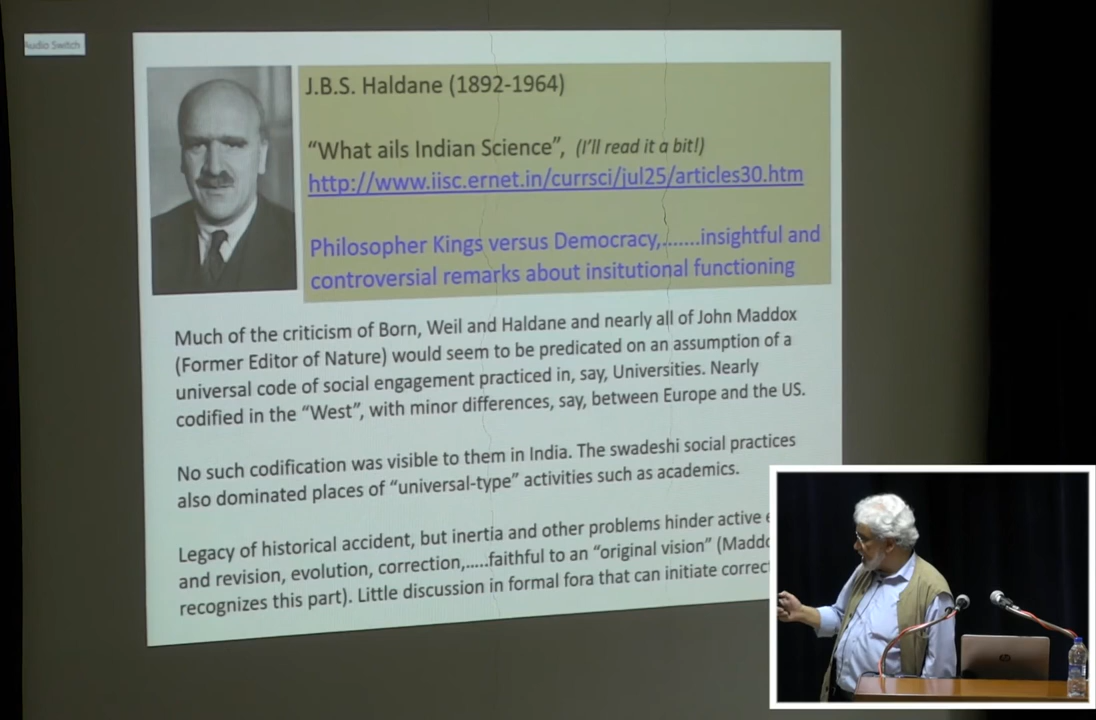 Audio Switch
J.B.S. Haldane (1892-1964)
“What ails Indian Science”, (I’ll read it a bit!)
http://www.iisc.ernet.in/currsci/jul25/articles30.htm
Philosopher Kings versus Democracy,.......insightful and
controversial remarks about insitutional functioning
Much of the criticism of Born, Weil and Haldane and nearly all of John Maddox
(Former Editor of Nature) would seem to be predicated on an assumption of a
universal code of social engagement practiced in, say, Universities. Nearly
codified in the “West”, with minor differences, say, between Europe and the US.
No such codification was visible to them in India. The swadeshi social practices
also dominated places of “universal-type” activities such as academics.
Legacy of historical accident, but inertia and other problems hinder active
and revision, evolution, correction,.....faithful to an “original vision”
recognizes this part). Little discussion in formal fora that can initiate
hp